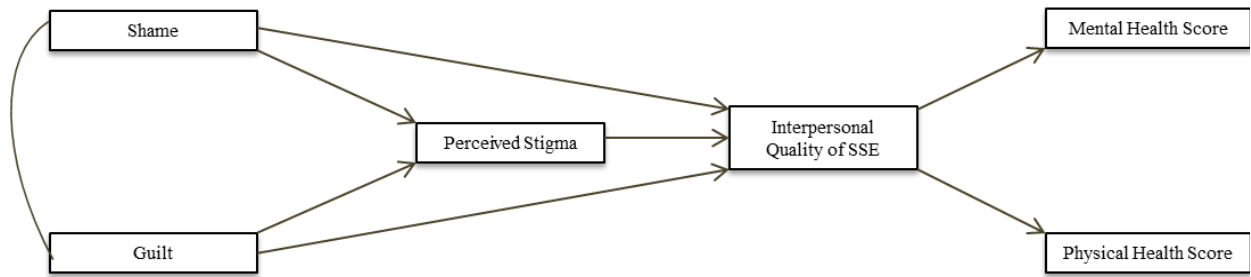 Shame
Mental Health Score
Perceived Stigma
Interpersonal
Quality of SSE
Guilt
Physical Health Score